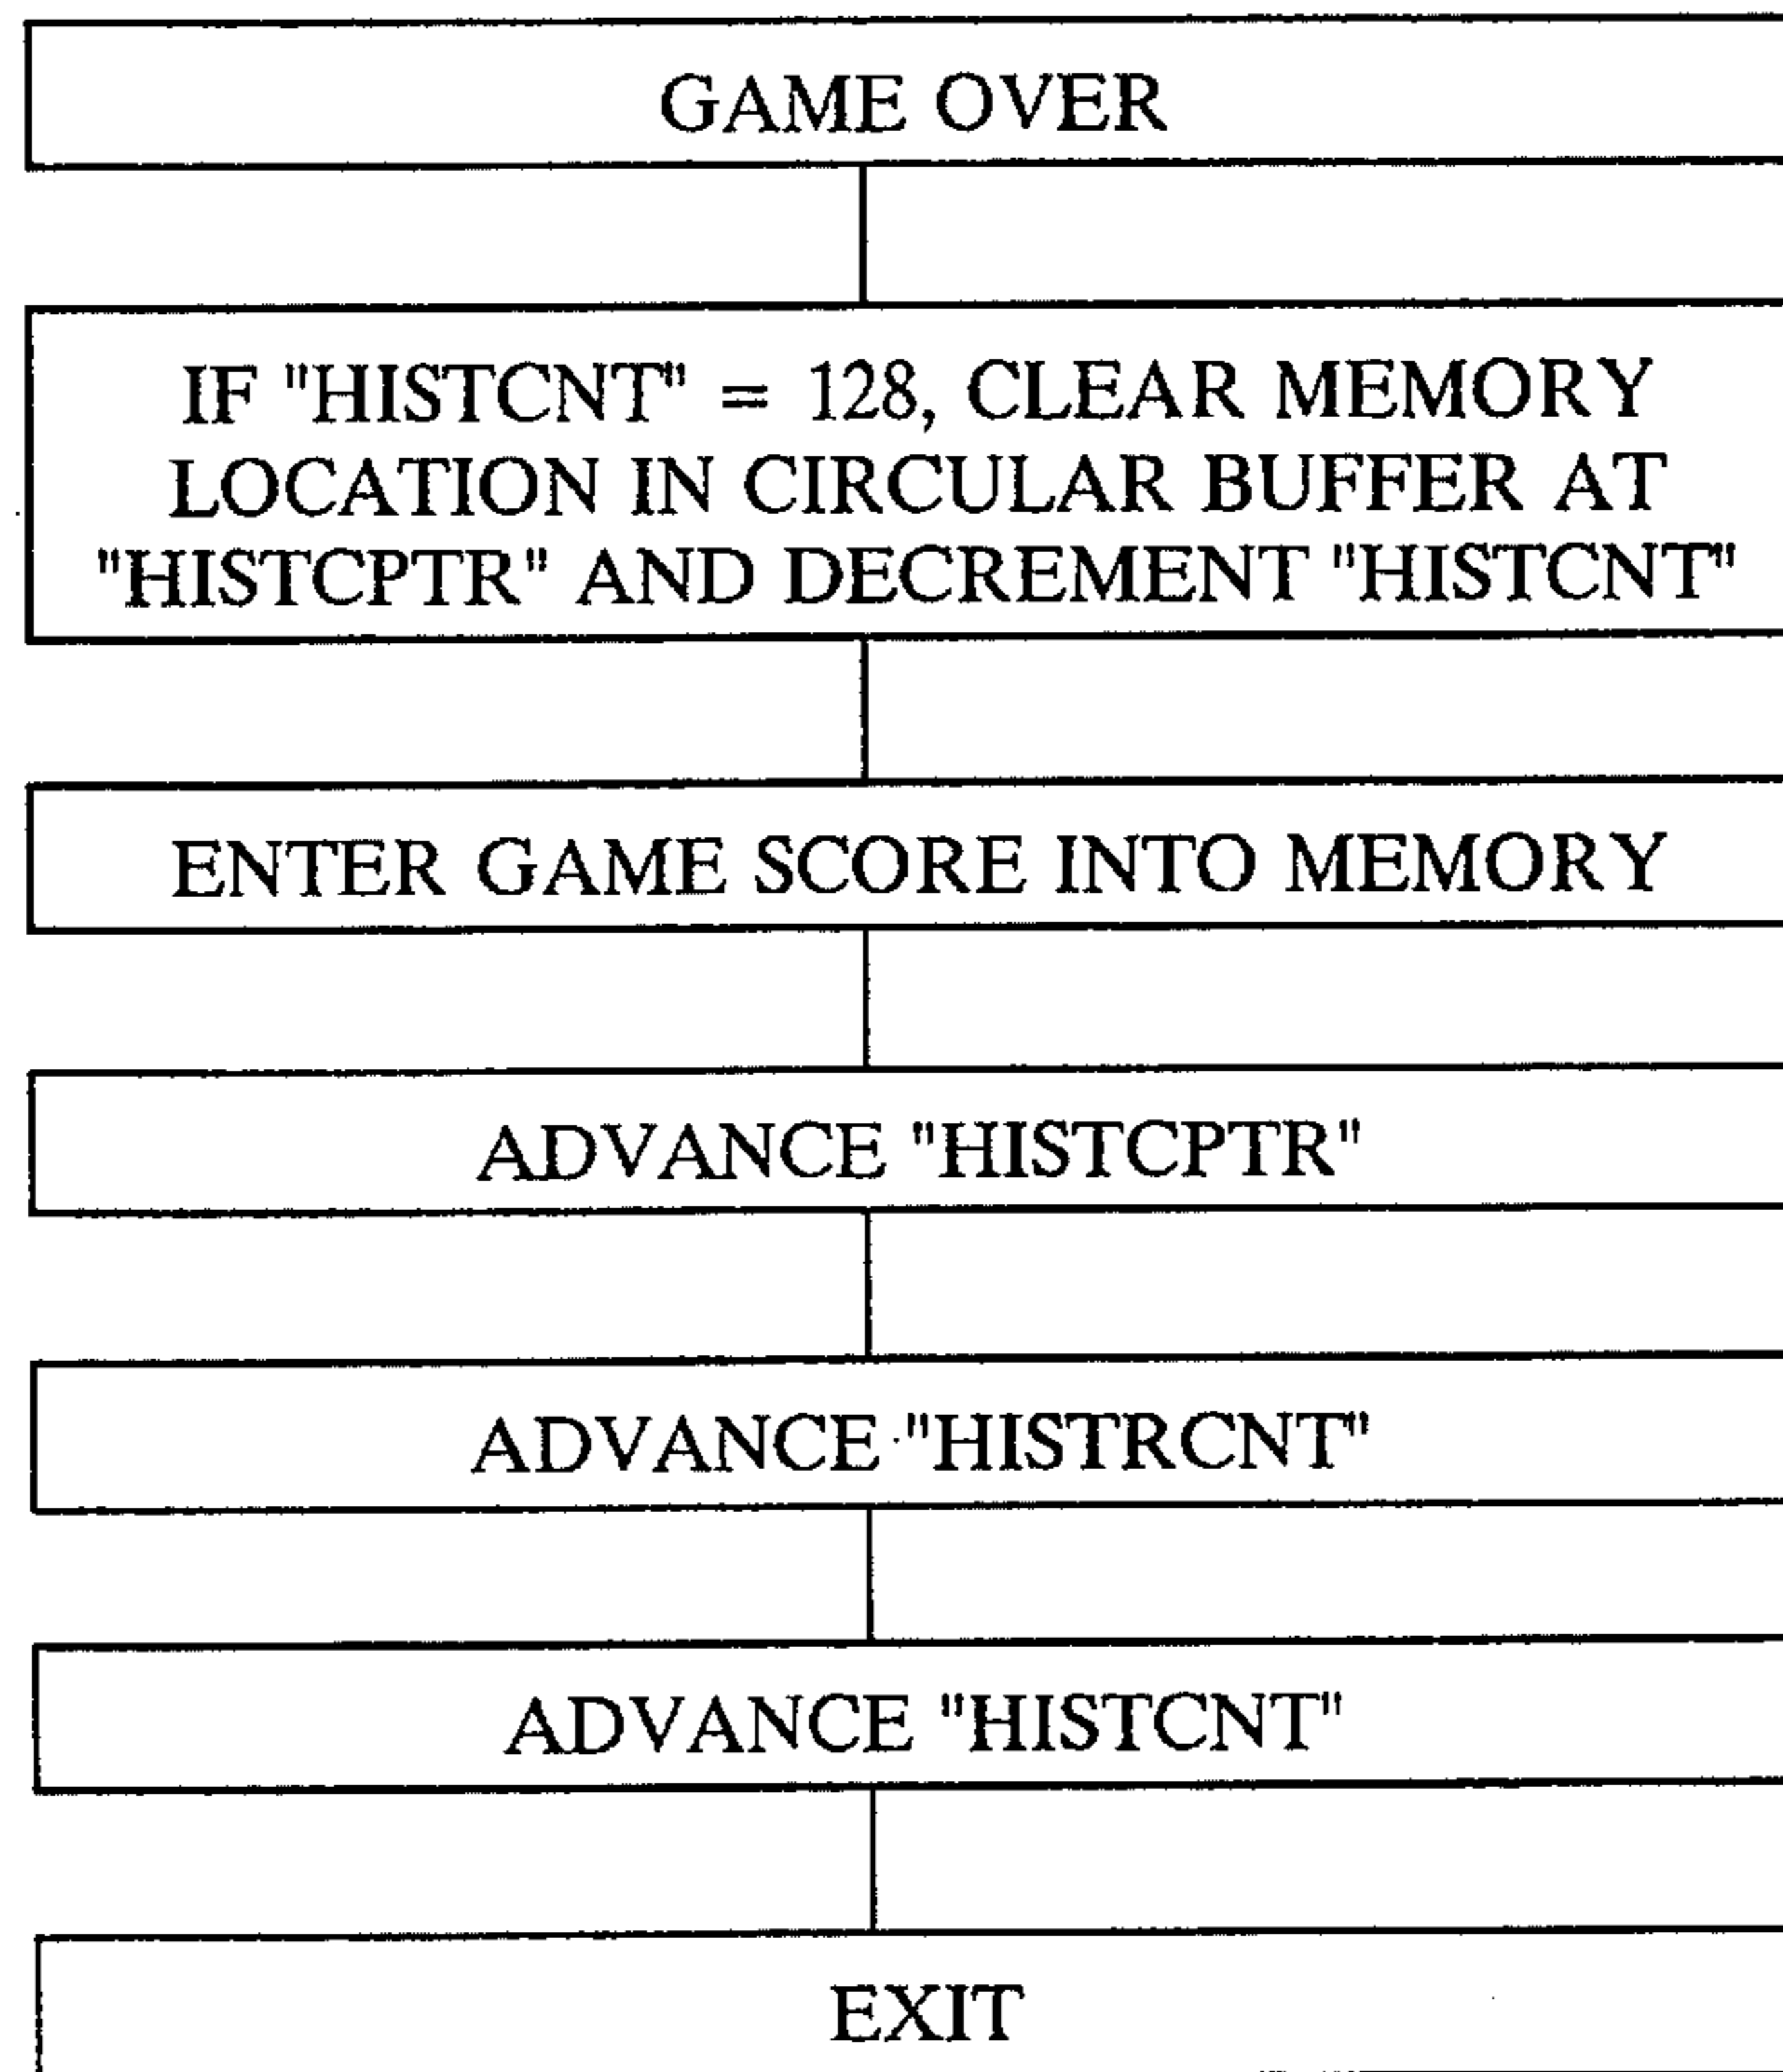 GAME OVER
IF "HISTCNT" = 128, CLEAR MEMORY
LOCATION IN CIRCULAR BUFFER AT
"HISTCPTR" AND DECREMENT "HISTCNT"
ENTER GAME SCORE INTO MEMORY
ADVANCE "HISTCPTR"
ADVANCE "HISTRCNT"
ADVANCE "HISTCNT"
EXIT